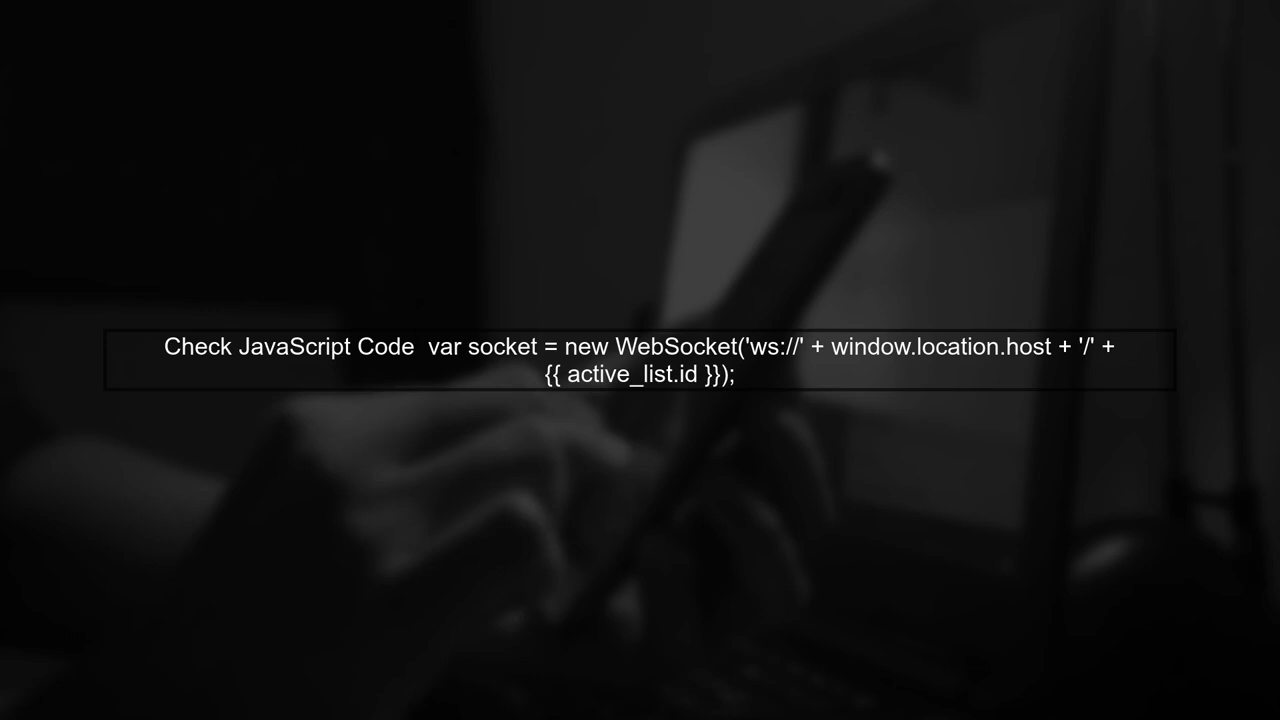 Check JavaScript Code  var socket = new WebSocket('ws://' + window.location.host + '/' +
{{ active_list.id }});